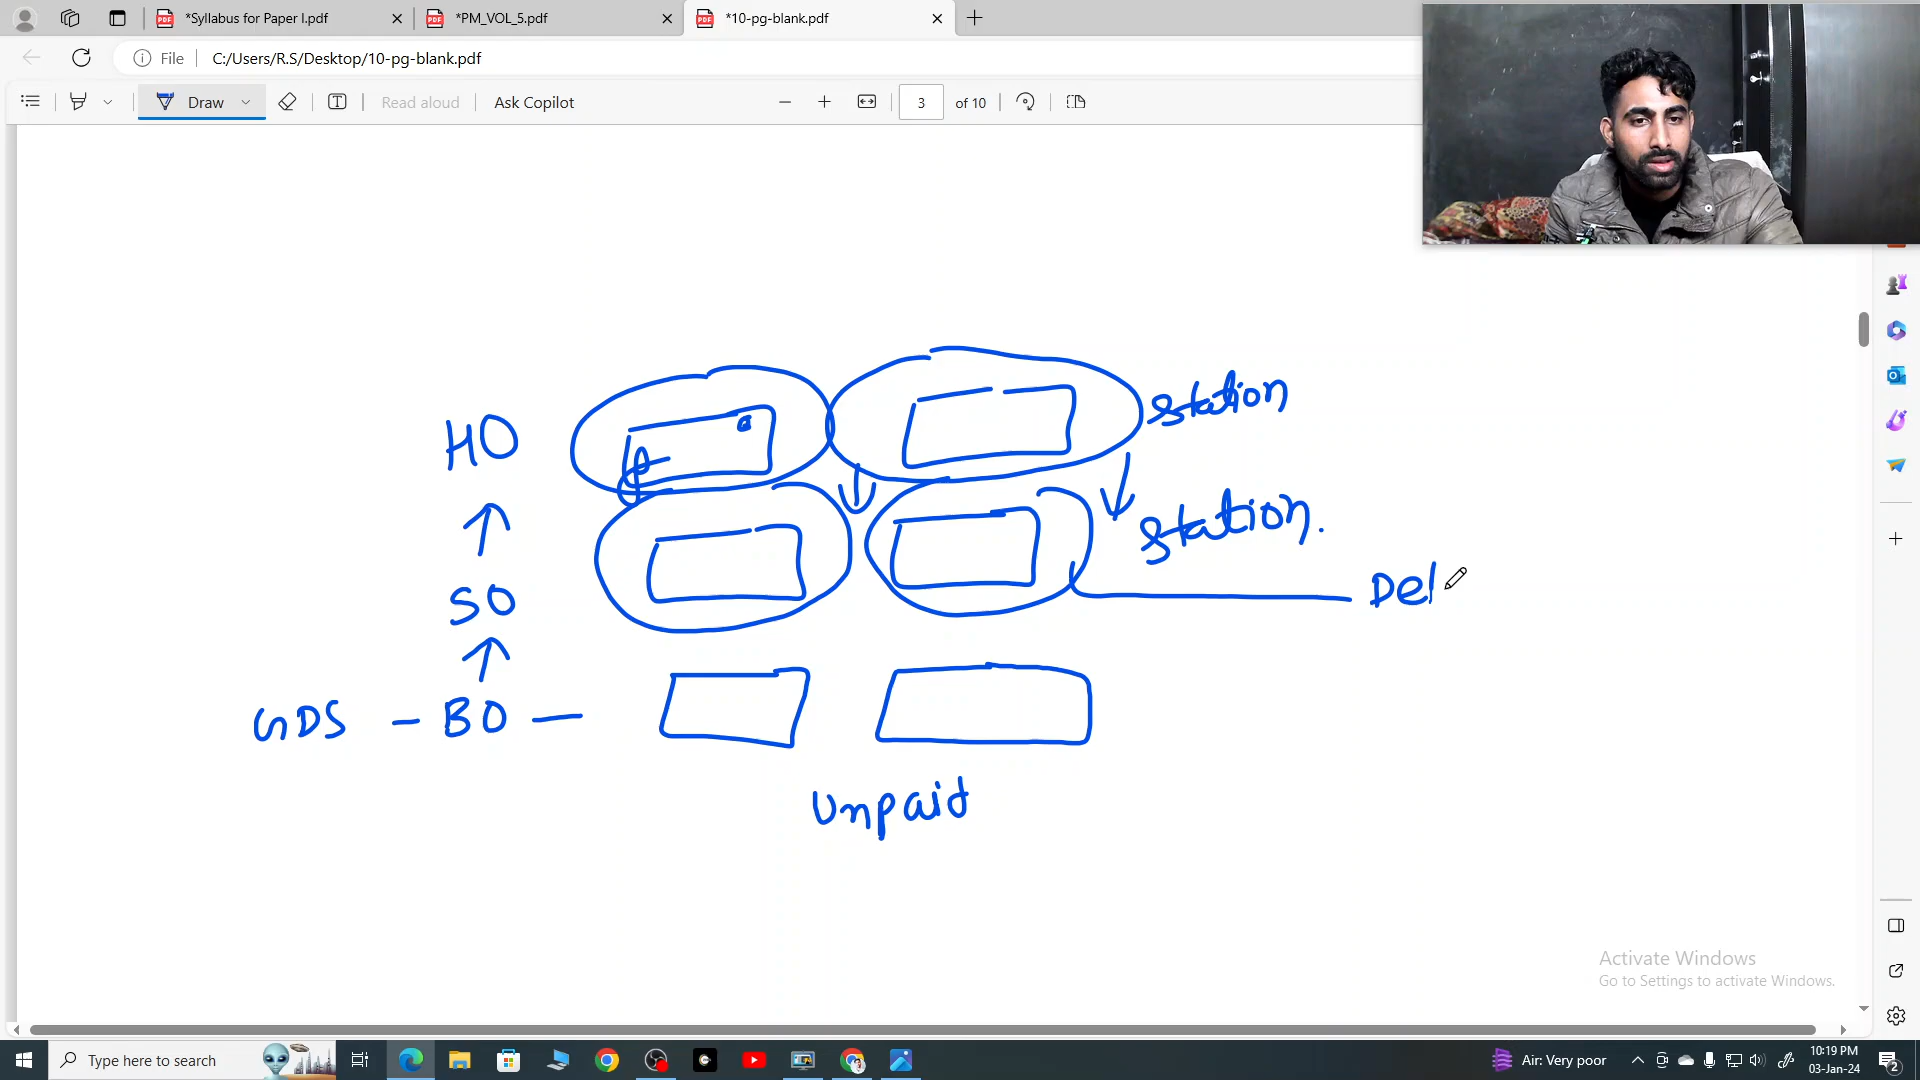 *Syllabus for Paper I.pdf
*PM_VOL_5.pdf
*10-pg-blank.pdf
File
C:/Users/R.S/Desktop/10-pg-blank.pdf
Draw
Read aloud
Ask Copilot
3 of 10
Station
HO
Station.
SO
Del
GDS - BO -
Unpaid
Activate Windows
Go to Settings to activate Windows.
Type here to search
Air: Very poor
10:19 PM
03-Jan-24
2